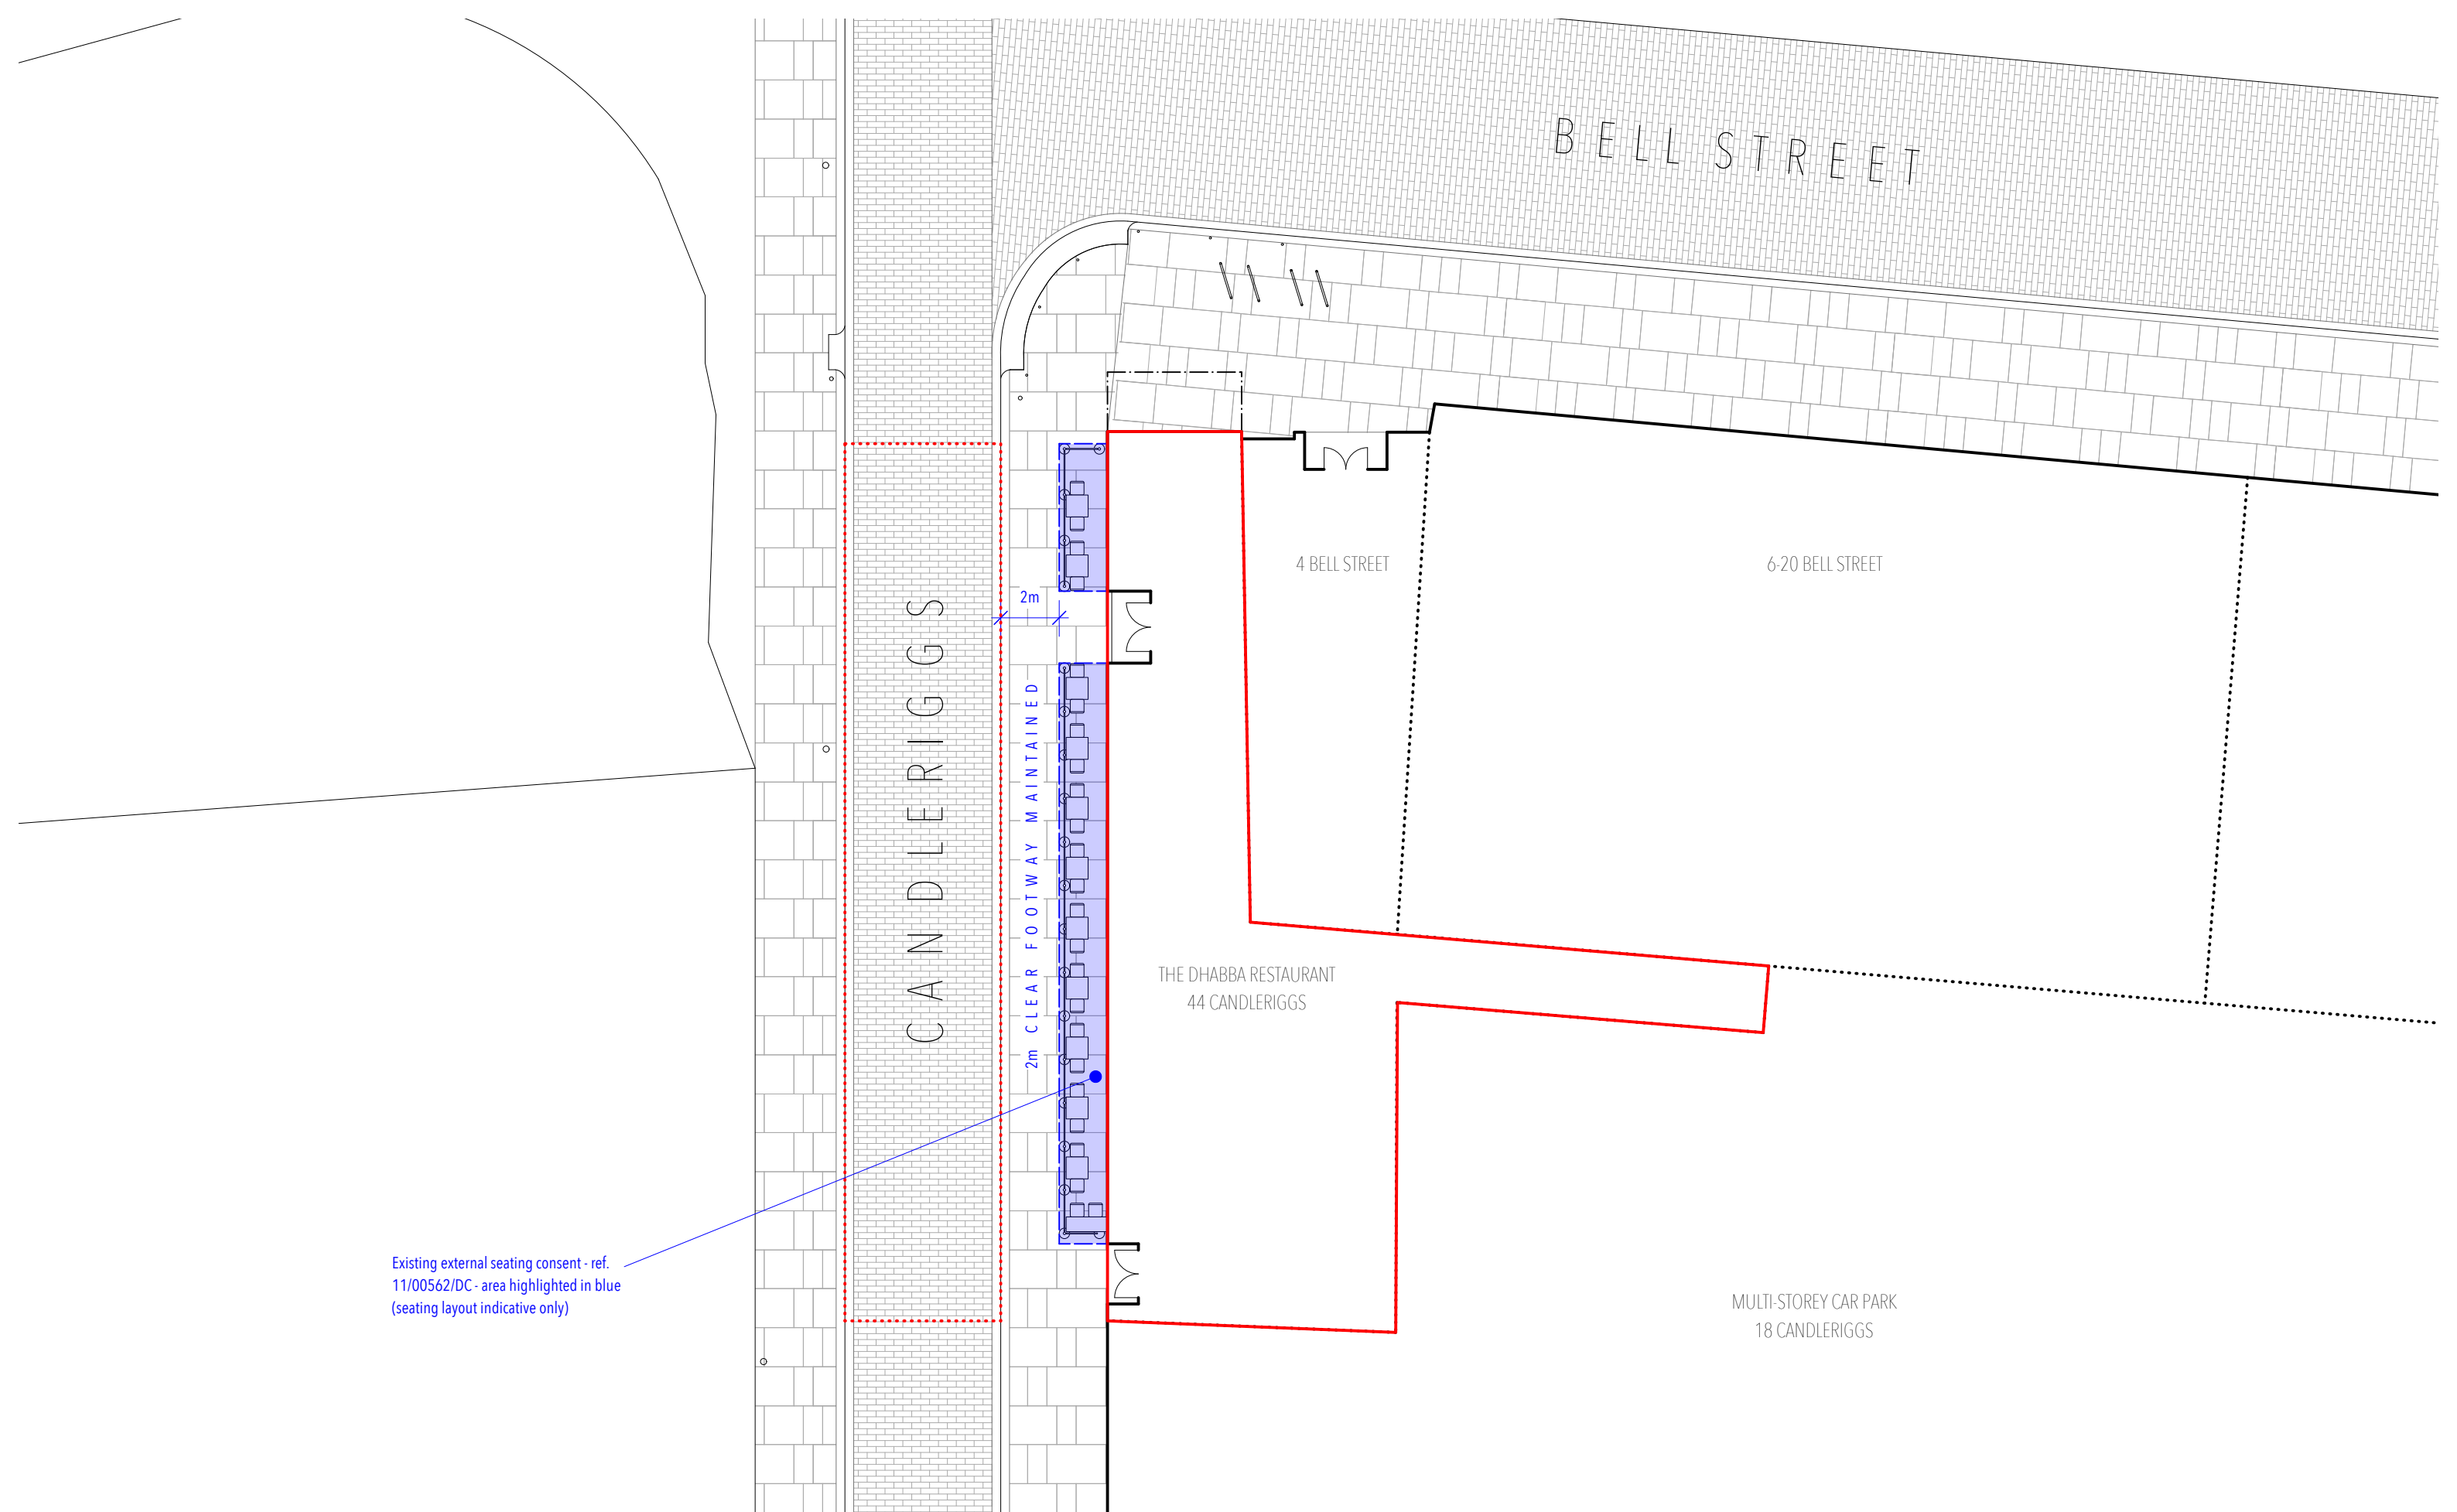 BELL STREET
4 BELL STREET
6-20 BELL STREET
2m
CANDLERIGGS
2m CLEAR FOOTWAY MAINTAINED
THE DHABBA RESTAURANT
44 CANDLERIGGS
Existing external seating consent - ref.
11/00562/DC - area highlighted in blue
(seating layout indicative only)
MULTI-STOREY CAR PARK
18 CANDLERIGGS